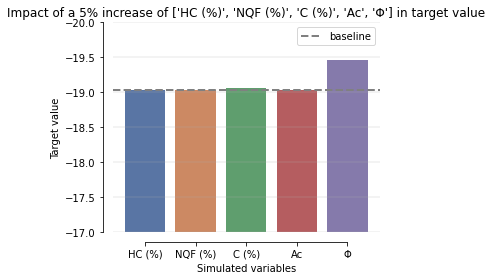 Impact of a 5% increase of ['HC (%)', 'NQF (%)', 'C (%)', 'Ac', 'Φ'] in target value
−20.0
baseline
−19.5
−19.0
−18.5
−18.0
−17.5
−17.0
Target value
HC (%) NQF (%) C (%) Ac Φ
Simulated variables